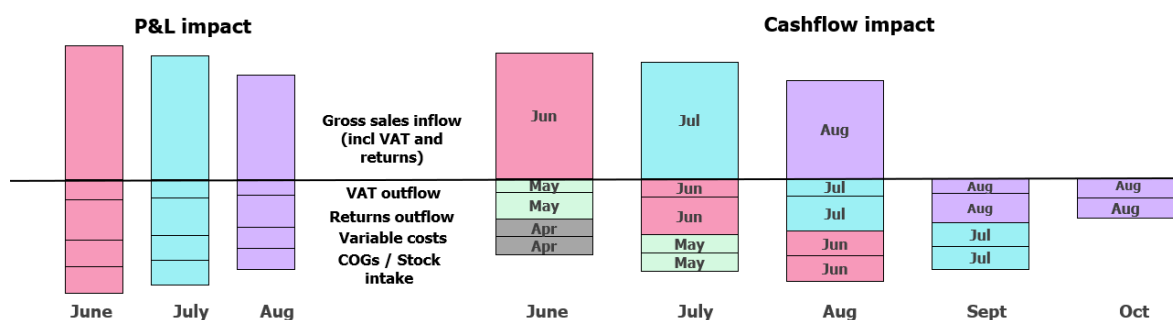 P&L impact
Cashflow impact
Gross sales inflow
(incl VAT and
returns)
Jun
Jul
Aug
VAT outflow
Returns outflow
Variable costs
COGs / Stock
intake
May
May
Apr
Apr
Jun
Jun
May
May
Jul
Jul
Jun
Jun
Aug
Aug
Jul
Jul
Aug
Aug
June
July
Aug
June
July
Aug
Sept
Oct